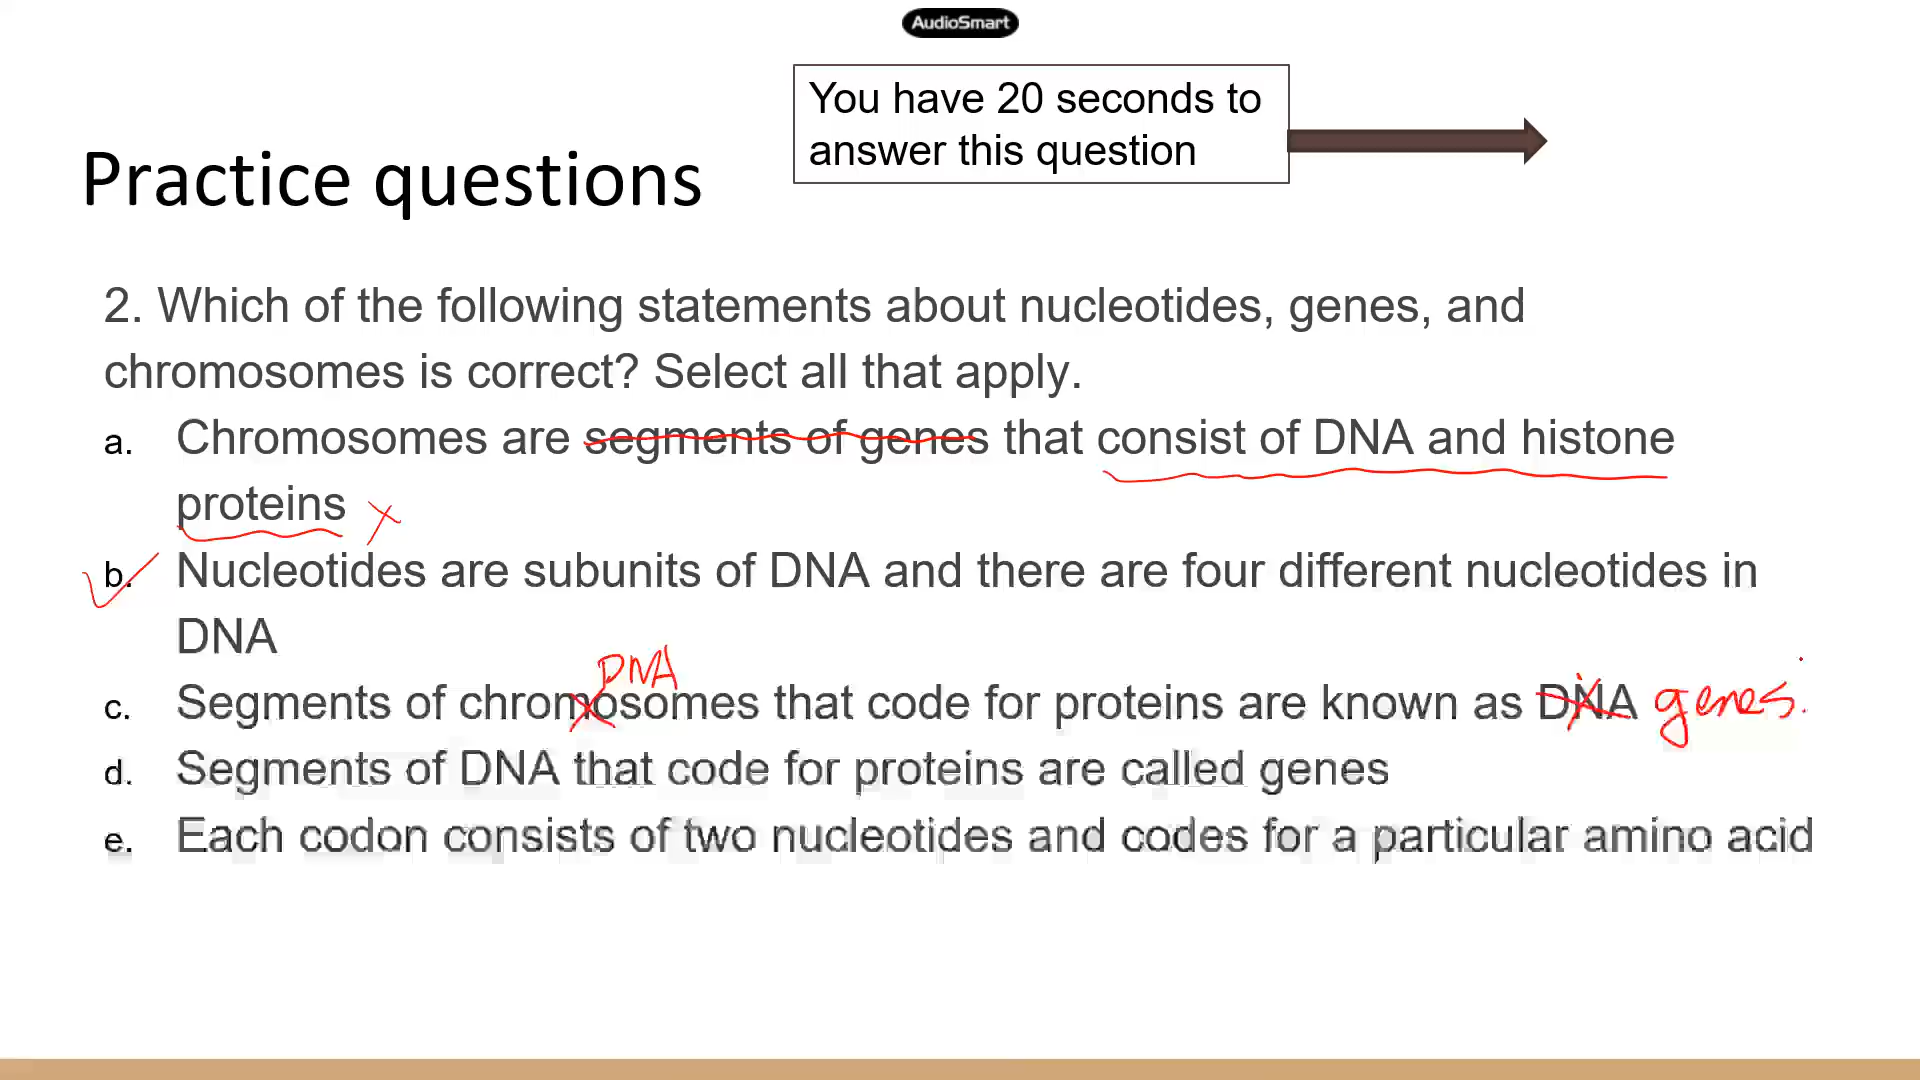 AudioSmart
You have 20 seconds to
answer this question
Practice questions
2. Which of the following statements about nucleotides, genes, and
chromosomes is correct? Select all that apply.
a. Chromosomes are segments of genes that consist of DNA and histone
proteins
b. Nucleotides are subunits of DNA and there are four different nucleotides in
DNA
DNA
c. Segments of chromosomes that code for proteins are known as DNA genes.
d. Segments of DNA that code for proteins are called genes
e. Each codon consists of two nucleotides and codes for a particular amino acid